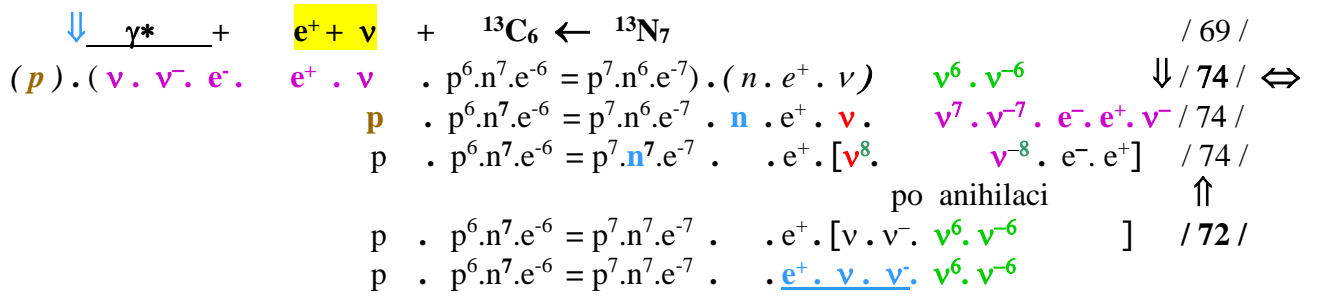 ⇓ γ* + e⁺ + ν + ¹³C₆ ← ¹³N₇ / 69 /
(p) . ( ν . ν⁻. e⁻. e⁺ . ν . p⁶.n⁷.e⁻⁶ = p⁷.n⁶.e⁻⁷) . (n . e⁺ . ν) ν⁶ . ν⁻⁶ ⇓ / 74 / ⇔
p . p⁶.n⁷.e⁻⁶ = p⁷.n⁶.e⁻⁷ . n . e⁺ . ν . ν⁷ . ν⁻⁷ . e⁻. e⁺. ν⁻ / 74 /
p . p⁶.n⁷.e⁻⁶ = p⁷.n⁷.e⁻⁷ . . e⁺ . [ν⁸. ν⁻⁸ . e⁻. e⁺] / 74 /
po anihilaci ⇑
p . p⁶.n⁷.e⁻⁶ = p⁷.n⁷.e⁻⁷ . . e⁺ . [ν . ν⁻. ν⁶. ν⁻⁶ ] / 72 /
p . p⁶.n⁷.e⁻⁶ = p⁷.n⁷.e⁻⁷ . . e⁺ . ν . ν⁻. ν⁶. ν⁻⁶